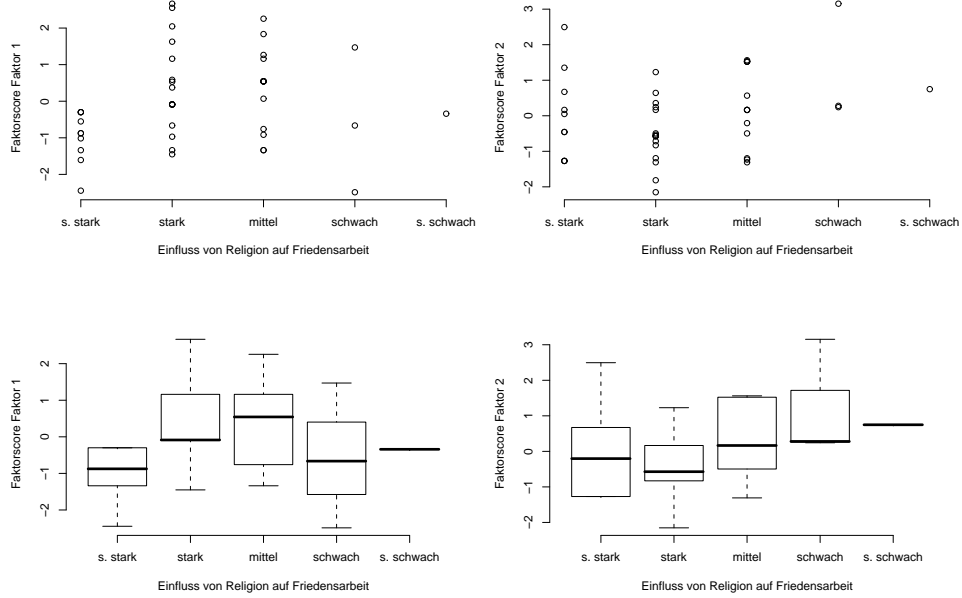 Faktorscore Faktor 1
2
1
0
−1
−2
s. stark stark mittel schwach s. schwach
Einfluss von Religion auf Friedensarbeit
Faktorscore Faktor 2
3
2
1
0
−1
−2
s. stark stark mittel schwach s. schwach
Einfluss von Religion auf Friedensarbeit
Faktorscore Faktor 1
2
1
0
−1
−2
s. stark stark mittel schwach s. schwach
Einfluss von Religion auf Friedensarbeit
Faktorscore Faktor 2
3
2
1
0
−1
−2
s. stark stark mittel schwach s. schwach
Einfluss von Religion auf Friedensarbeit